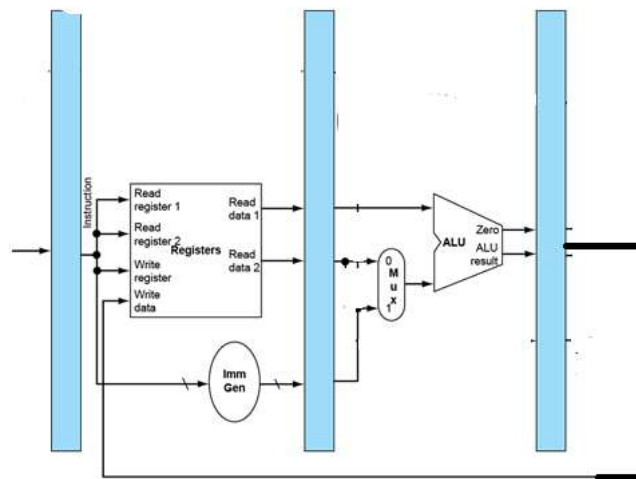 Instruction
Read
register 1
Read
register 2
Registers
Write
register
Write
data
Read
data 1
Read
data 2
Imm
Gen
0
M
u
x
1
ALU
Zero
ALU
result